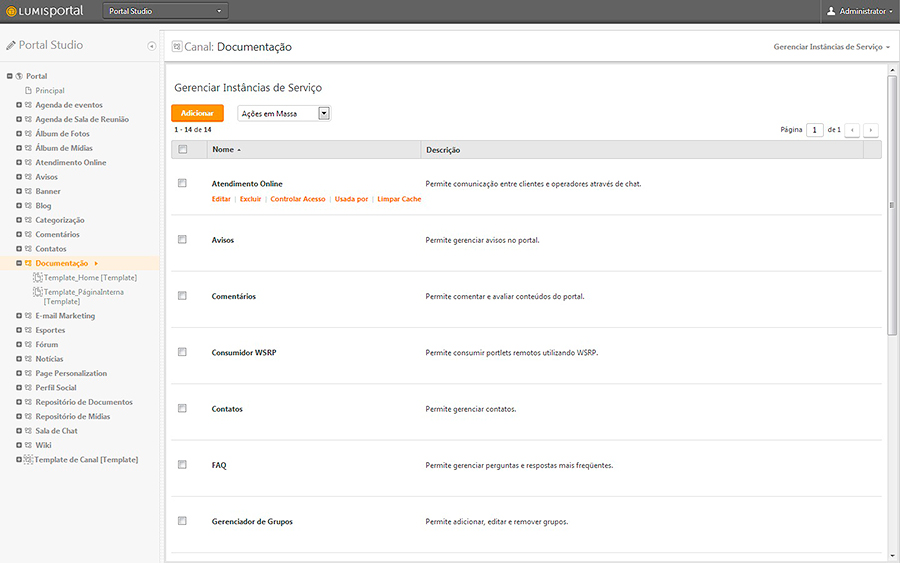 LUMISPORTAL
Portal Studio
Administrator
Portal Studio
Canal: Documentação
Gerenciar Instâncias de Serviço
Portal
Principal
Agenda de eventos
Agenda de Sala de Reunião
Álbum de Fotos
Álbum de Mídias
Atendimento Online
Avisos
Banner
Blog
Categorização
Comentários
Contatos
Documentação
Template_Home [Template]
Template_PáginaInterna
[Template]
E-mail Marketing
Esportes
Fórum
Notícias
Page Personalization
Perfil Social
Repositório de Documentos
Repositório de Mídias
Sala de Chat
Wiki
Template de Canal [Template]
Gerenciar Instâncias de Serviço
Adicionar Ações em Massa
1 - 14 de 14
Página 1 de 1 ‹ ›
Nome Descrição
Atendimento Online Permite comunicação entre clientes e operadores através de chat.
Editar | Excluir | Controlar Acesso | Usada por | Limpar Cache
Avisos Permite gerenciar avisos no portal.
Comentários Permite comentar e avaliar conteúdos do portal.
Consumidor WSRP Permite consumir portlets remotos utilizando WSRP.
Contatos Permite gerenciar contatos.
FAQ Permite gerenciar perguntas e respostas mais freqüentes.
Gerenciador de Grupos Permite adicionar, editar e remover grupos.